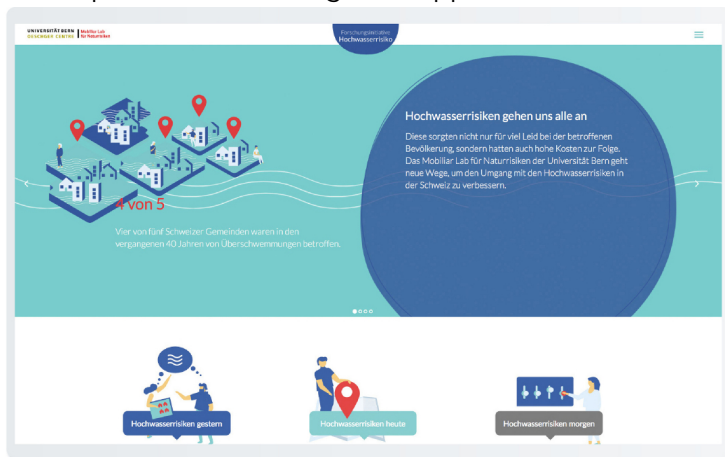 UNIVERSITÄT BERN
OESCHGER CENTRE
Mobiliar Lab
für Naturrisiken
Forschungsinitiative
Hochwasserrisiko
Hochwasserrisiken gehen uns alle an
Diese sorgten nicht nur für viel Leid bei der betroffenen
Bevölkerung, sondern hatten auch hohe Kosten zur Folge.
Das Mobiliar Lab für Naturrisiken der Universität Bern geht
neue Wege, um den Umgang mit den Hochwasserrisiken in
der Schweiz zu verbessern.
4 von 5
Vier von fünf Schweizer Gemeinden waren in den
vergangenen 40 Jahren von Überschwemmungen betroffen.
Hochwasserrisiken gestern
Hochwasserrisiken heute
Hochwasserrisiken morgen